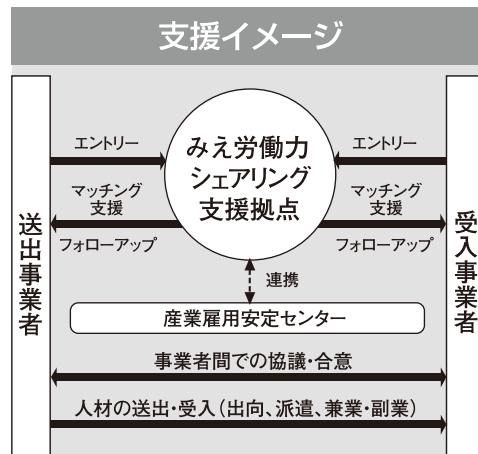 支援イメージ
送出事業者
エントリー
マッチング
支援
フォローアップ
みえ労働力
シェアリング
支援拠点
エントリー
マッチング
支援
フォローアップ
受入事業者
連携
産業雇用安定センター
事業者間での協議・合意
人材の送出・受入(出向、派遣、兼業・副業)